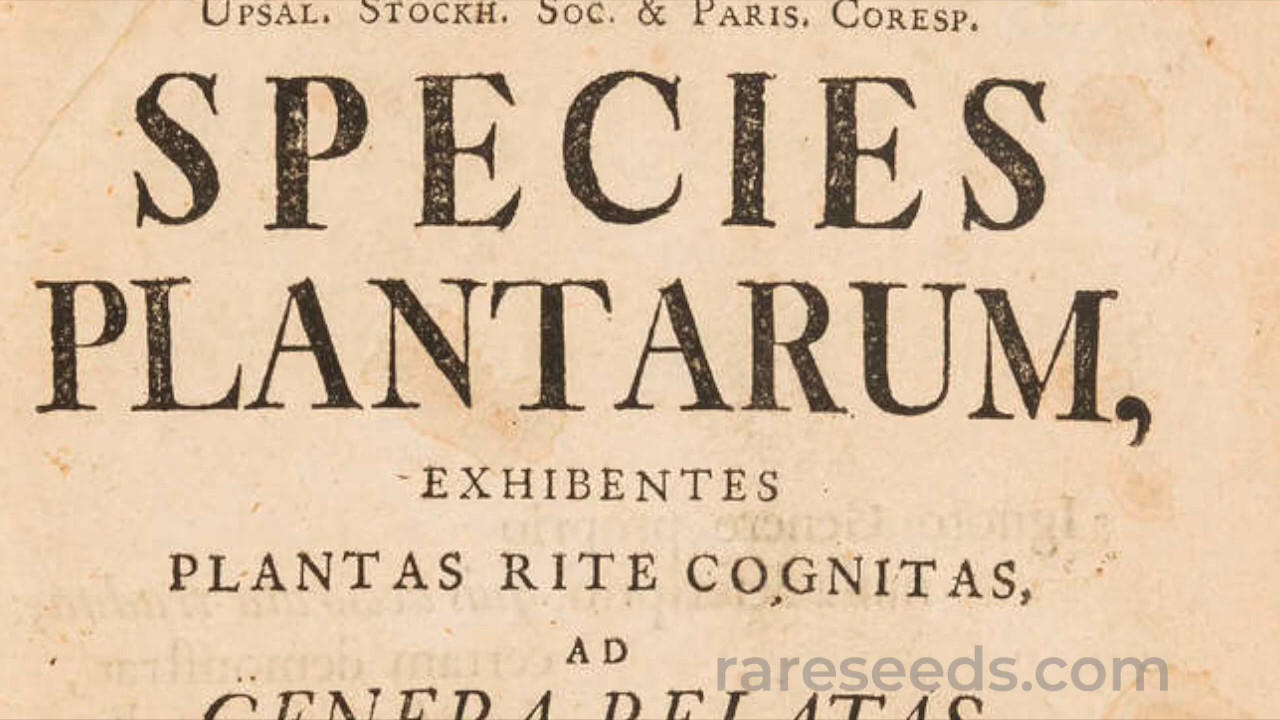 UPSAL. STOCKH. SOC. & PARIS. CORESP.
SPECIES
PLANTARUM,
EXHIBENTES
PLANTAS RITE COGNITAS,
AD
rareseeds.com
GENERA RELATAS